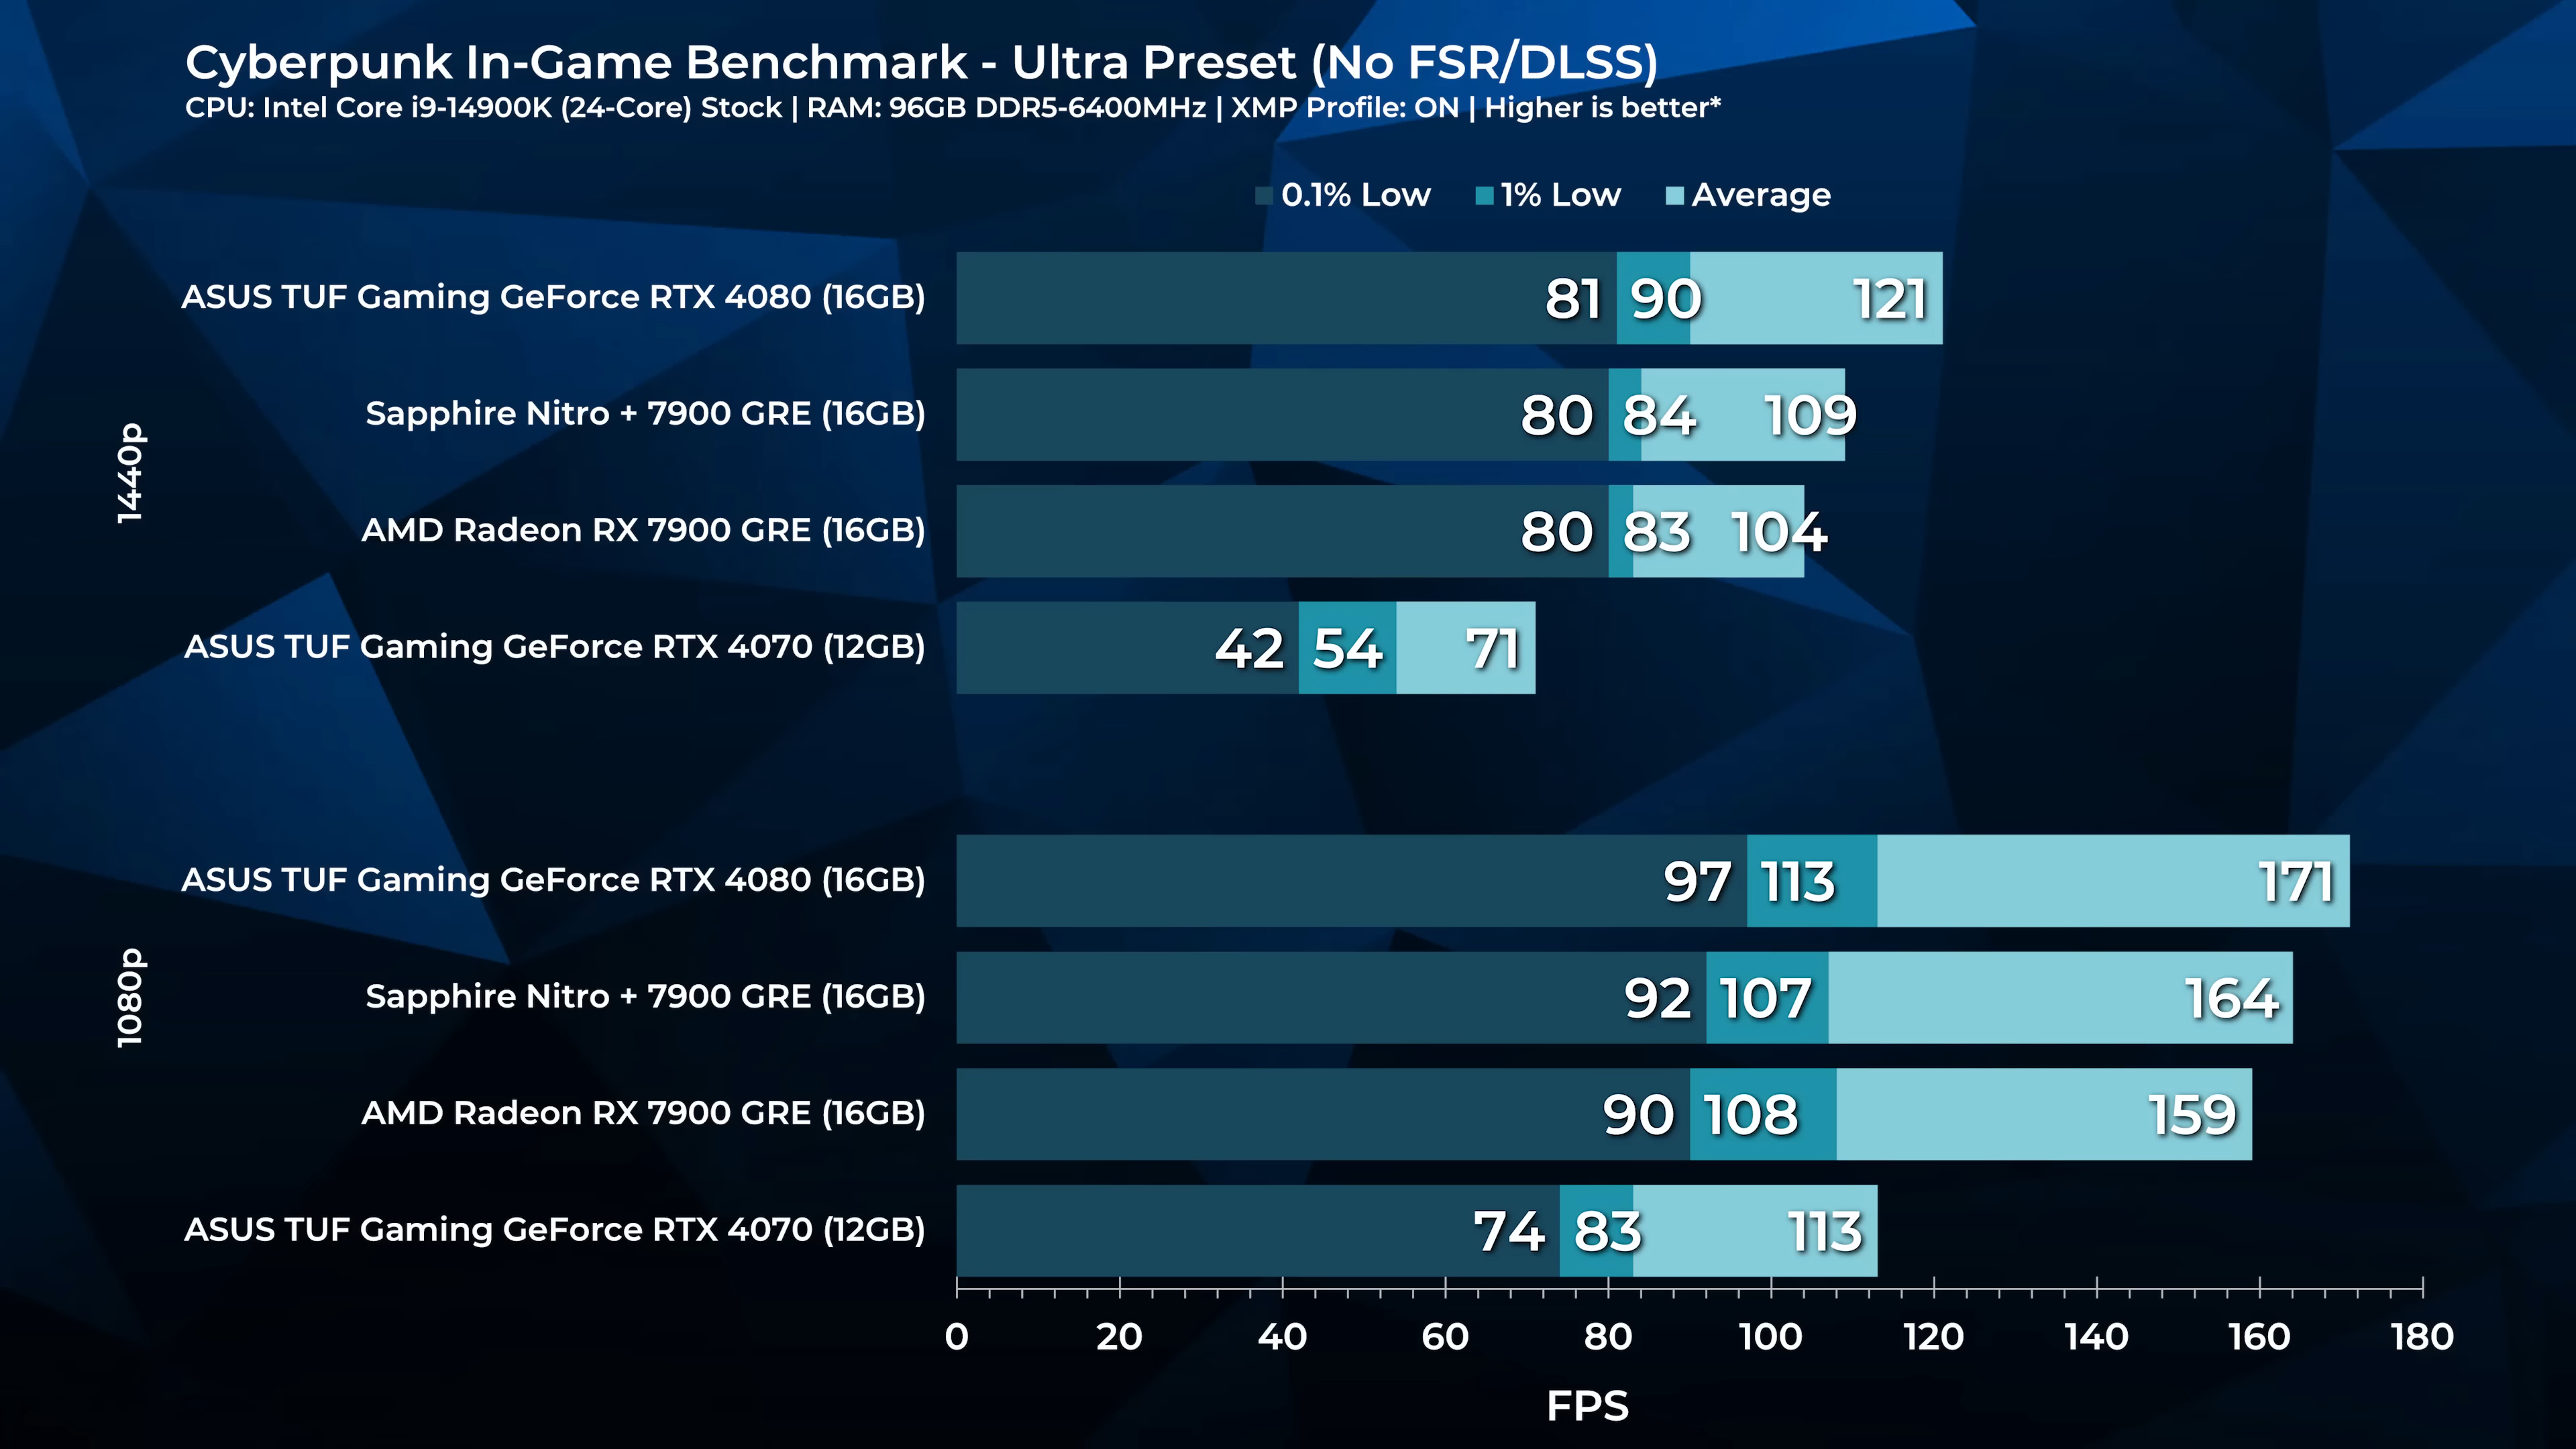 Cyberpunk In-Game Benchmark - Ultra Preset (No FSR/DLSS)
CPU: Intel Core i9-14900K (24-Core) Stock | RAM: 96GB DDR5-6400MHz | XMP Profile: ON | Higher is better*
0.1% Low 1% Low Average
1440p
ASUS TUF Gaming GeForce RTX 4080 (16GB) 81 90 121
Sapphire Nitro + 7900 GRE (16GB) 80 84 109
AMD Radeon RX 7900 GRE (16GB) 80 83 104
ASUS TUF Gaming GeForce RTX 4070 (12GB) 42 54 71
1080p
ASUS TUF Gaming GeForce RTX 4080 (16GB) 97 113 171
Sapphire Nitro + 7900 GRE (16GB) 92 107 164
AMD Radeon RX 7900 GRE (16GB) 90 108 159
ASUS TUF Gaming GeForce RTX 4070 (12GB) 74 83 113
0 20 40 60 80 100 120 140 160 180
FPS